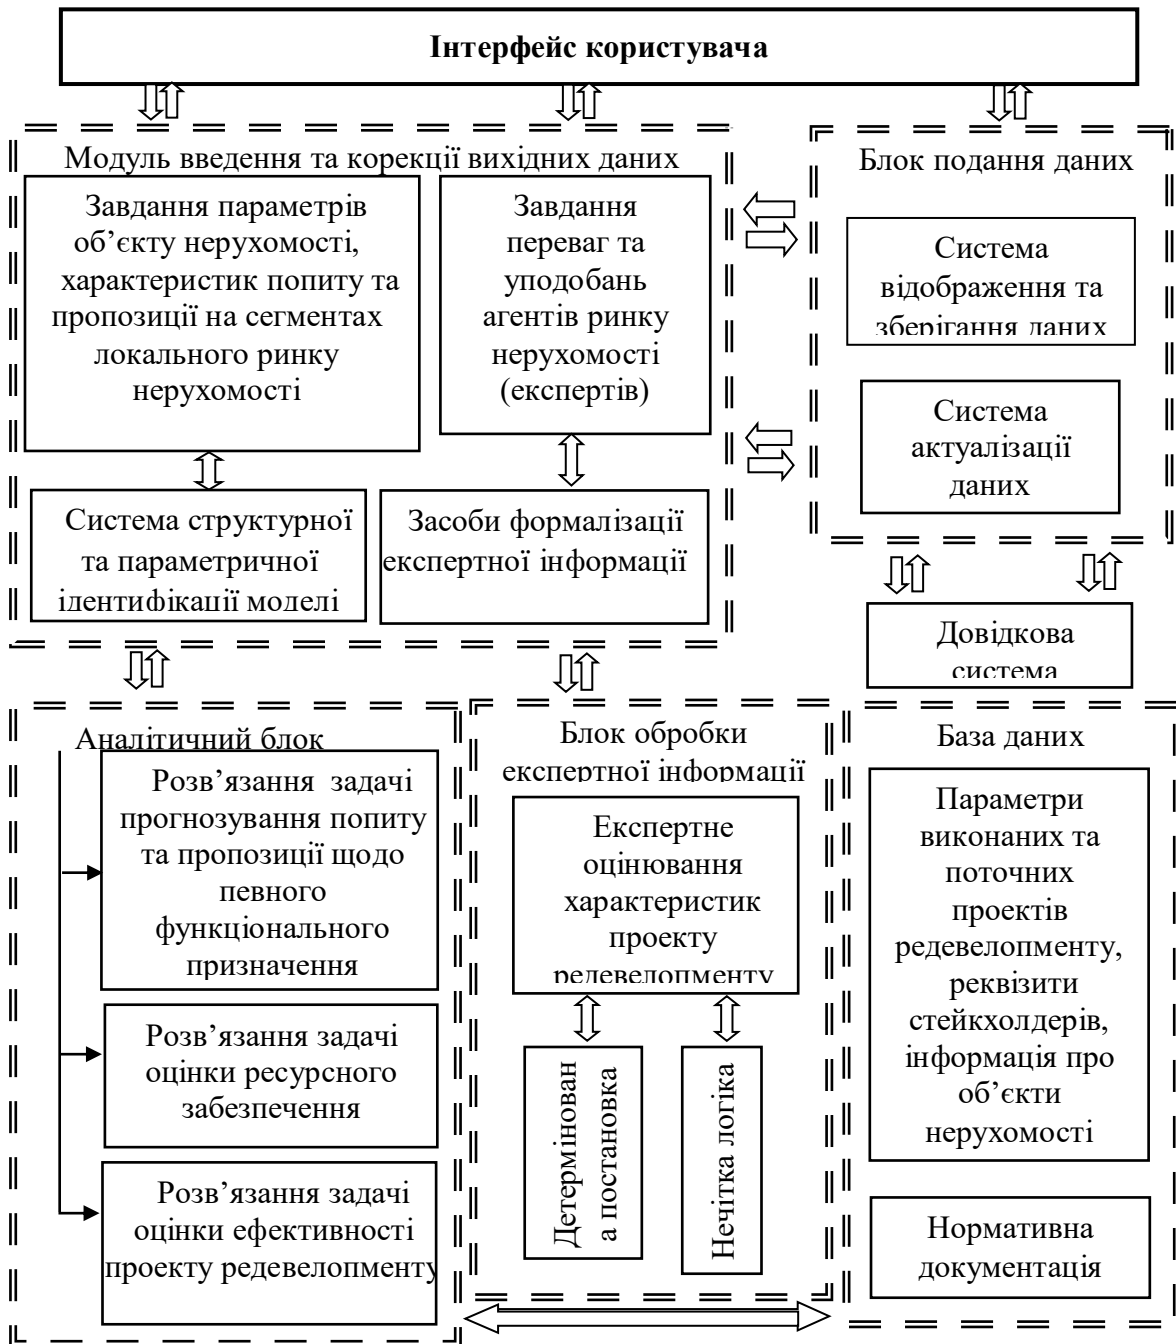 Інтерфейс користувача
Модуль введення та корекції вихідних даних
Завдання параметрів
об’єкту нерухомості,
характеристик попиту та
пропозиції на сегментах
локального ринку
нерухомості
Завдання
переваг та
уподобань
агентів ринку
нерухомості
(експертів)
Система структурної
та параметричної
ідентифікації моделі
Засоби формалізації
експертної інформації
Блок подання даних
Система
відображення та
зберігання даних
Система
актуалізації
даних
Довідкова
система
Аналітичний блок
Розв’язання задачі
прогнозування попиту
та пропозиції щодо
певного
функціонального
призначення
Розв’язання задачі
оцінки ресурсного
забезпечення
Розв’язання задачі
оцінки ефективності
проекту редевелопменту
Блок обробки
експертної інформації
Експертне
оцінювання
характеристик
проекту
редевелопменту
Детермінован
а постановка
Нечітка логіка
База даних
Параметри
виконаних та
поточних
проектів
редевелопменту,
реквізити
стейкхолдерів,
інформація про
об’єкти
нерухомості
Нормативна
документація